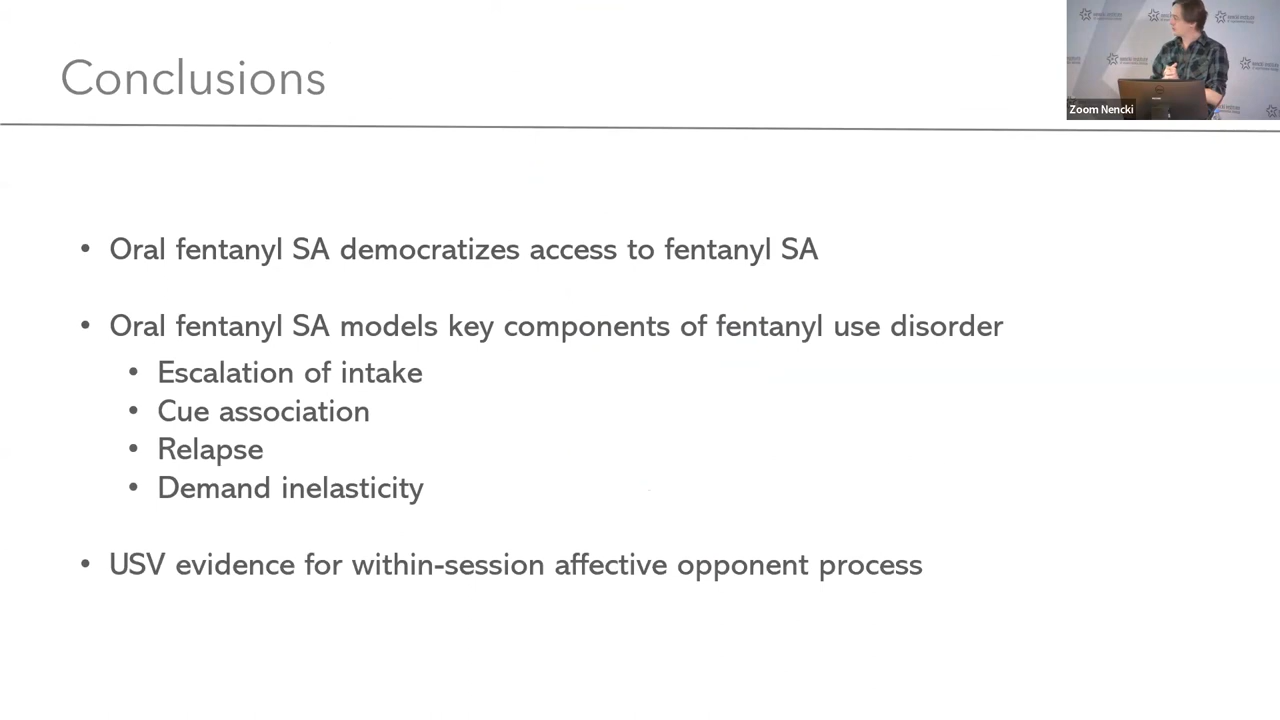 Conclusions
Zoom Nencki
• Oral fentanyl SA democratizes access to fentanyl SA
• Oral fentanyl SA models key components of fentanyl use disorder
• Escalation of intake
• Cue association
• Relapse
• Demand inelasticity
• USV evidence for within-session affective opponent process